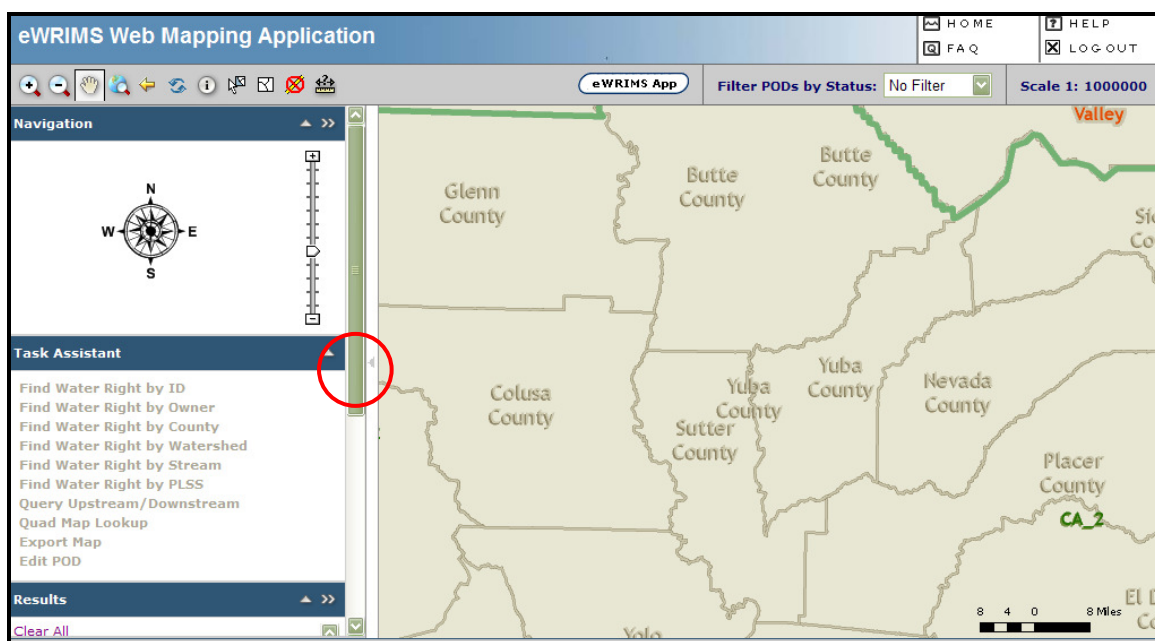 eWRIMS Web Mapping Application
HOME
HELP
FAQ
LOGOUT
eWRIMS App
Filter PODs by Status:
No Filter
Scale 1: 1000000
Navigation
N
W
E
S
Task Assistant
Find Water Right by ID
Find Water Right by Owner
Find Water Right by County
Find Water Right by Watershed
Find Water Right by Stream
Find Water Right by PLSS
Query Upstream/Downstream
Quad Map Lookup
Export Map
Edit POD
Results
Clear All
Valley
Butte
County
Butte
County
Glenn
County
Colusa
County
Yuba
County
Yuba
County
Nevada
County
Sutter
County
Placer
County
CA_2
8 4 0 8 Miles
El
Yolo